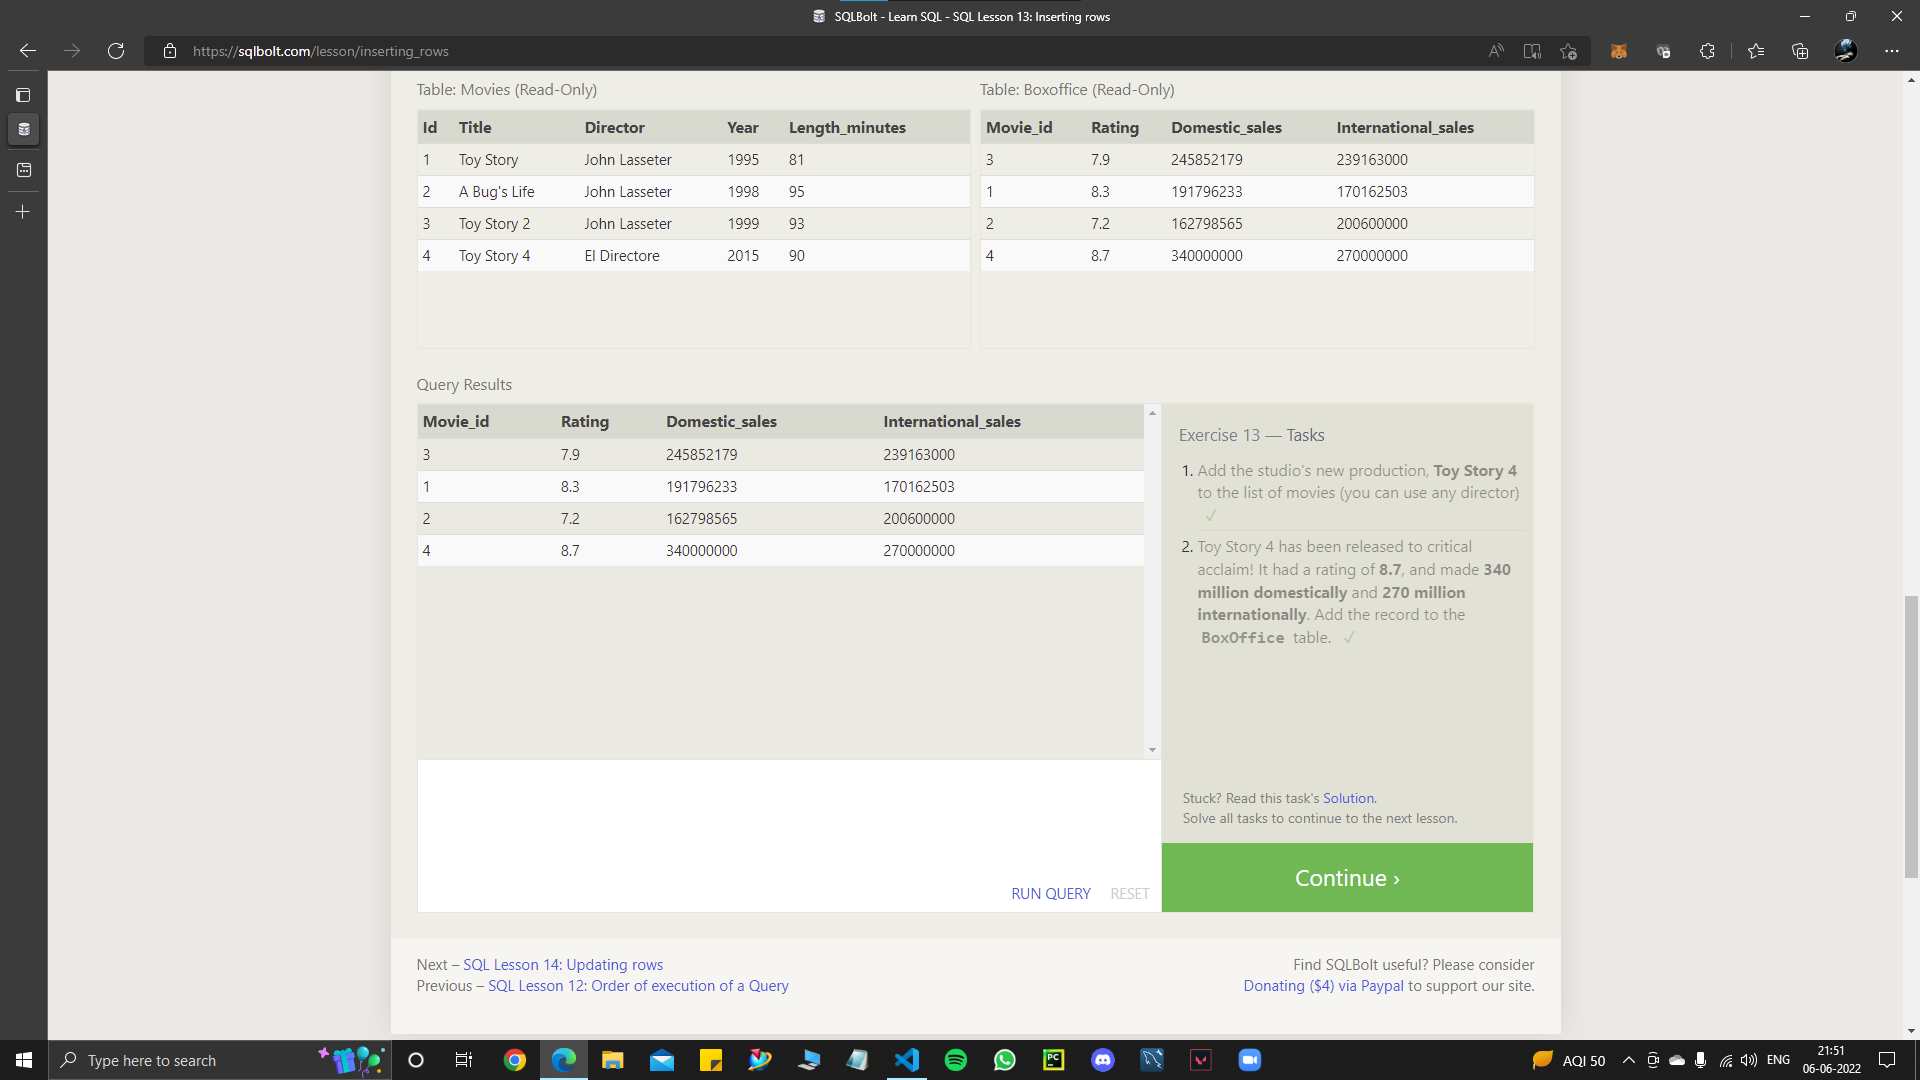 SQLBolt - Learn SQL - SQL Lesson 13: Inserting rows
https://sqlbolt.com/lesson/inserting_rows
Table: Movies (Read-Only)
Id Title Director Year Length_minutes
1 Toy Story John Lasseter 1995 81
2 A Bug's Life John Lasseter 1998 95
3 Toy Story 2 John Lasseter 1999 93
4 Toy Story 4 El Directore 2015 90
Table: Boxoffice (Read-Only)
Movie_id Rating Domestic_sales International_sales
3 7.9 245852179 239163000
1 8.3 191796233 170162503
2 7.2 162798565 200600000
4 8.7 340000000 270000000
Query Results
Movie_id Rating Domestic_sales International_sales
3 7.9 245852179 239163000
1 8.3 191796233 170162503
2 7.2 162798565 200600000
4 8.7 340000000 270000000
RUN QUERY RESET
Exercise 13 — Tasks
1. Add the studio's new production, Toy Story 4
to the list of movies (you can use any director)
✓
2. Toy Story 4 has been released to critical
acclaim! It had a rating of 8.7, and made 340
million domestically and 270 million
internationally. Add the record to the
BoxOffice table. ✓
Stuck? Read this task's Solution.
Solve all tasks to continue to the next lesson.
Continue ›
Next – SQL Lesson 14: Updating rows
Previous – SQL Lesson 12: Order of execution of a Query
Find SQLBolt useful? Please consider
Donating ($4) via Paypal to support our site.
Type here to search
PC
AQI 50
ENG
21:51
06-06-2022